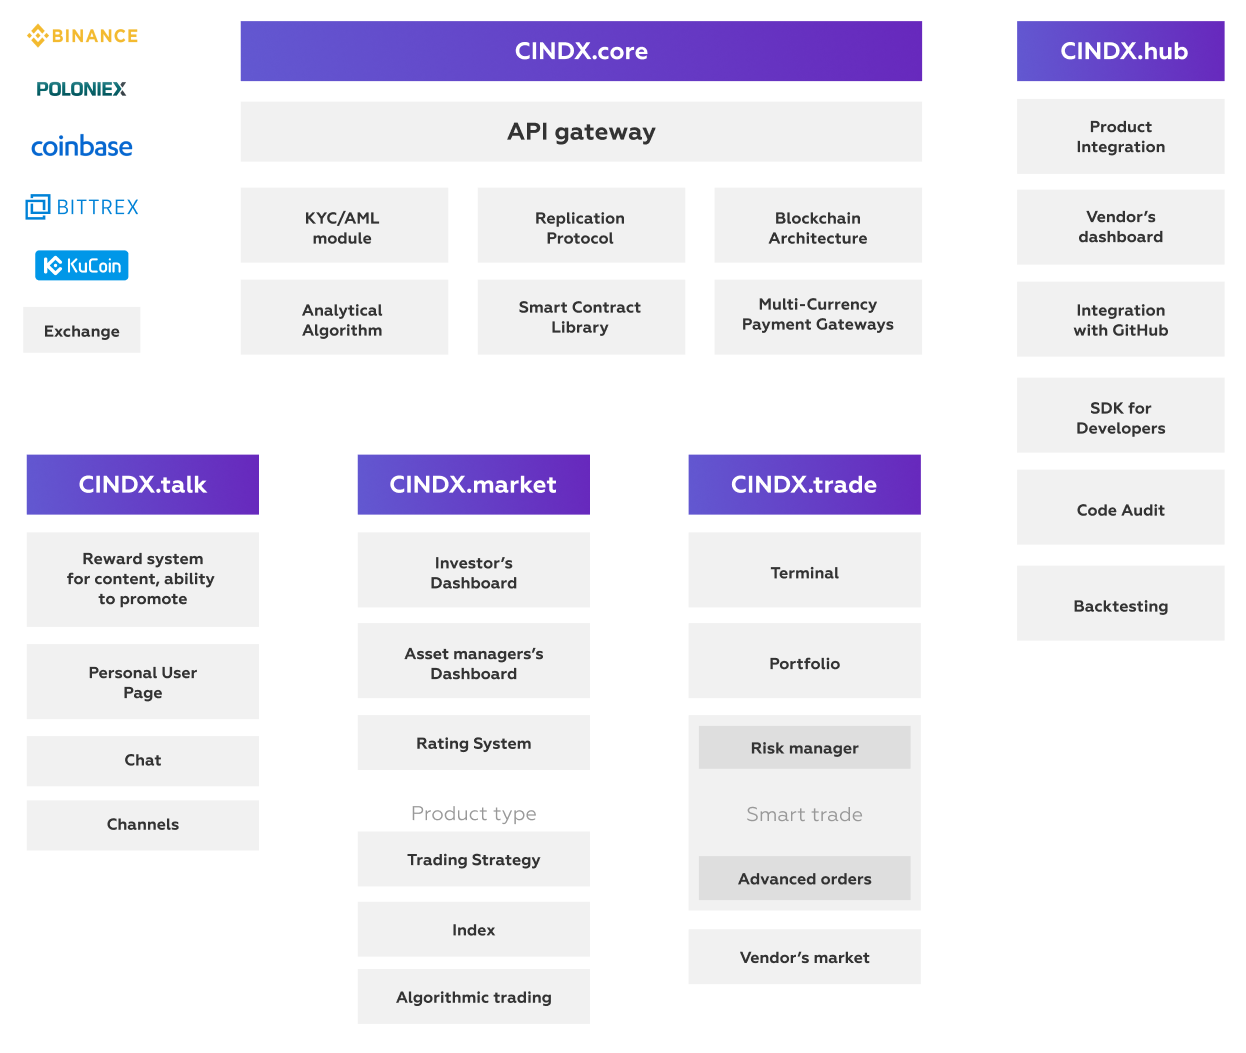 BINANCE
POLONIEX
coinbase
BITTREX
KuCoin
Exchange
CINDX.core
API gateway
KYC/AML
module
Replication
Protocol
Blockchain
Architecture
Analytical
Algorithm
Smart Contract
Library
Multi-Currency
Payment Gateways
CINDX.hub
Product
Integration
Vendor’s
dashboard
Integration
with GitHub
SDK for
Developers
Code Audit
Backtesting
CINDX.talk
Reward system
for content, ability
to promote
Personal User
Page
Chat
Channels
CINDX.market
Investor’s
Dashboard
Asset managers’s
Dashboard
Rating System
Product type
Trading Strategy
Index
Algorithmic trading
CINDX.trade
Terminal
Portfolio
Risk manager
Smart trade
Advanced orders
Vendor’s market